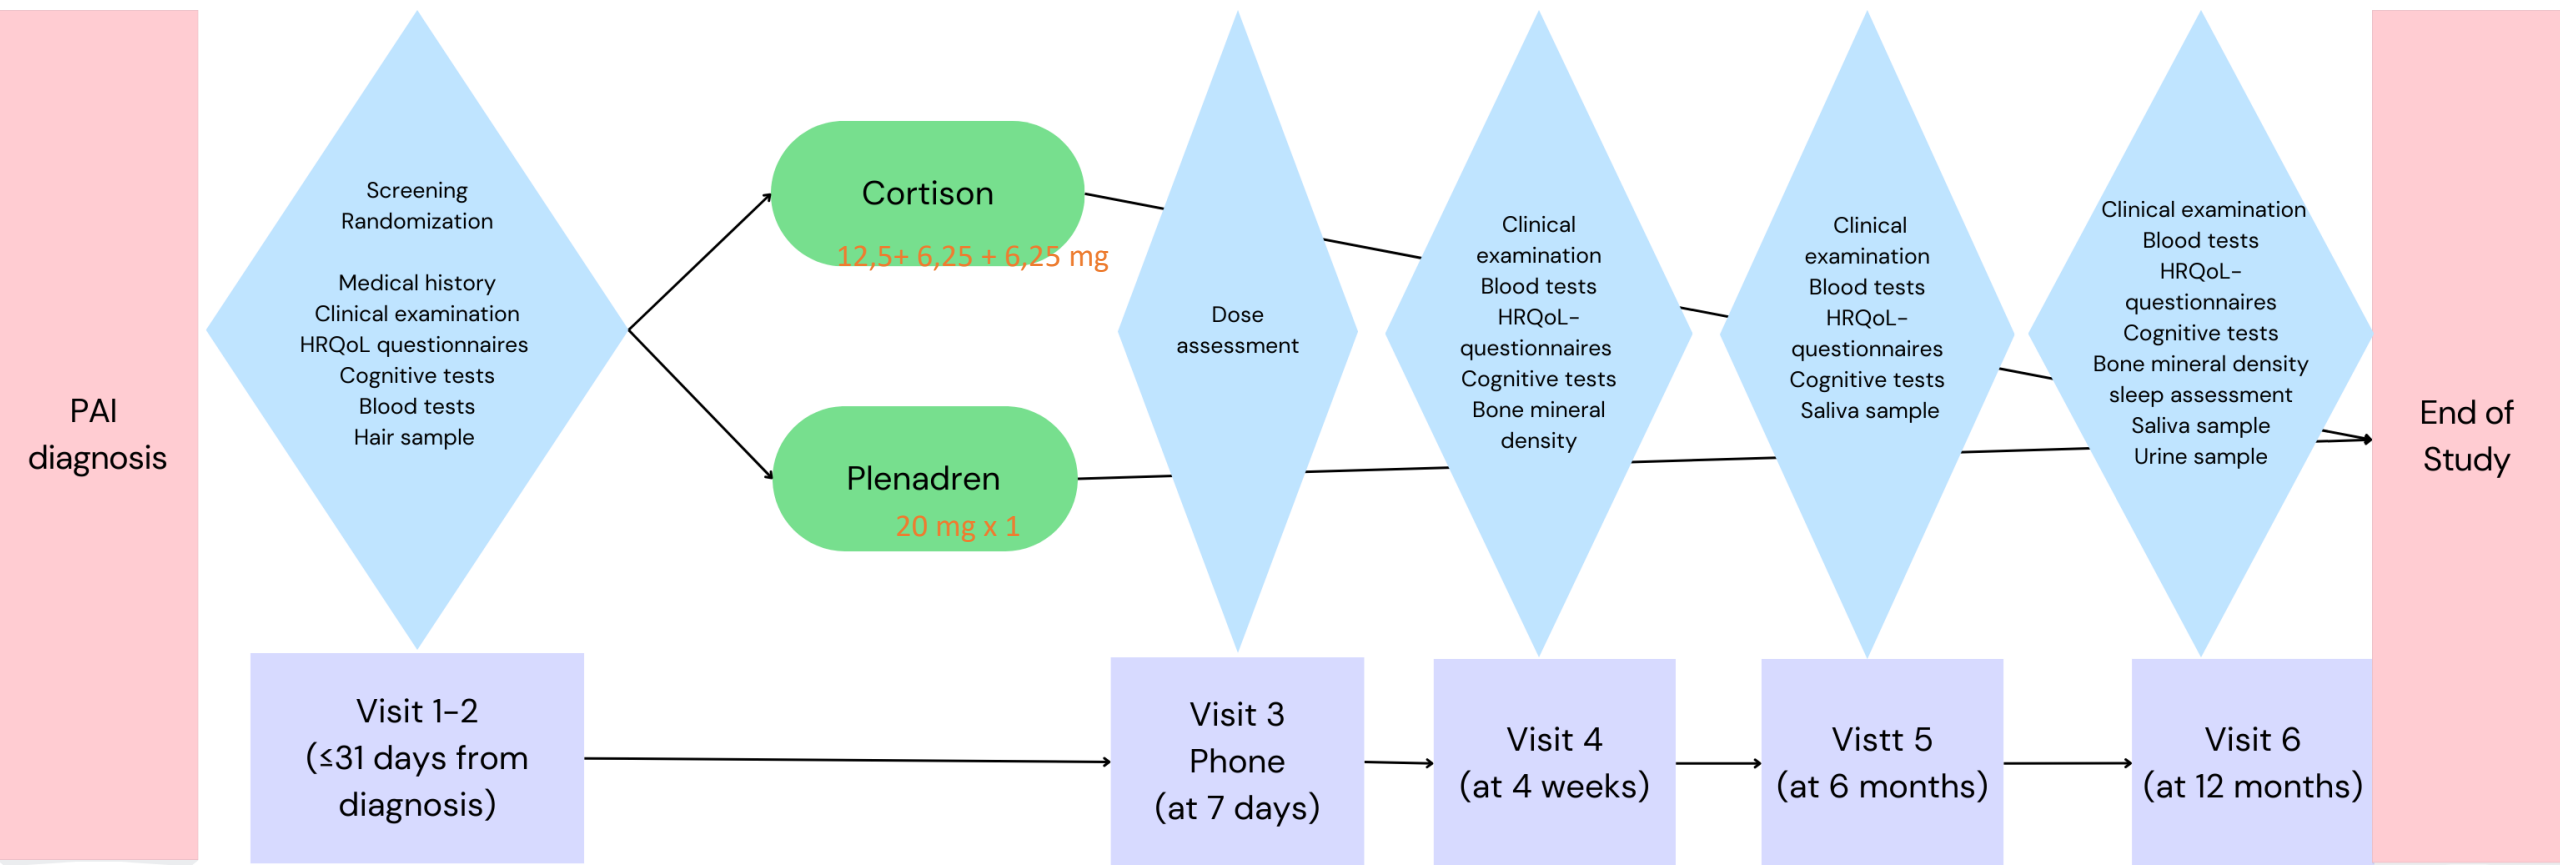 PAI
diagnosis
Screening
Randomization
Medical history
Clinical examination
HRQoL questionnaires
Cognitive tests
Blood tests
Hair sample
Cortison
12,5+ 6,25 + 6,25 mg
Plenadren
20 mg x 1
Dose
assessment
Clinical
examination
Blood tests
HRQoL-
questionnaires
Cognitive tests
Bone mineral
density
Clinical
examination
Blood tests
HRQoL-
questionnaires
Cognitive tests
Saliva sample
Clinical examination
Blood tests
HRQoL-
questionnaires
Cognitive tests
Bone mineral density
sleep assessment
Saliva sample
Urine sample
End of
Study
Visit 1-2
(≤31 days from
diagnosis)
Visit 3
Phone
(at 7 days)
Visit 4
(at 4 weeks)
Vistt 5
(at 6 months)
Visit 6
(at 12 months)